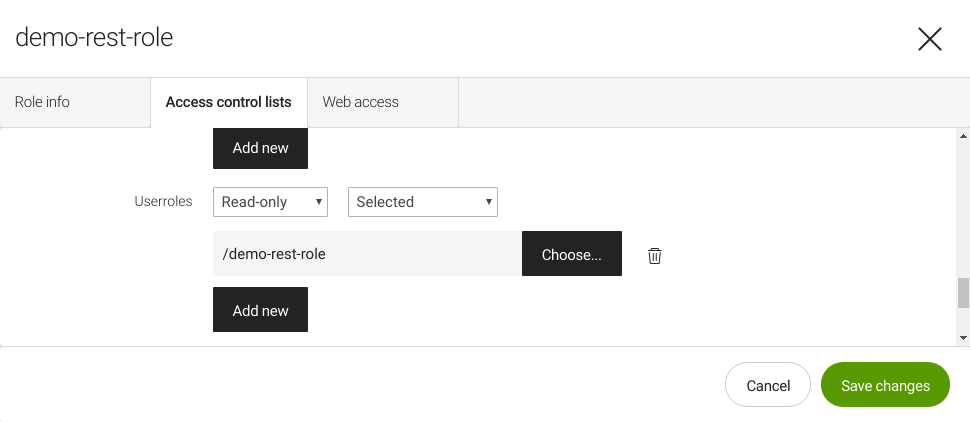 demo-rest-role
Role info Access control lists Web access
Add new
Userroles Read-only Selected
/demo-rest-role Choose...
Add new
Cancel Save changes